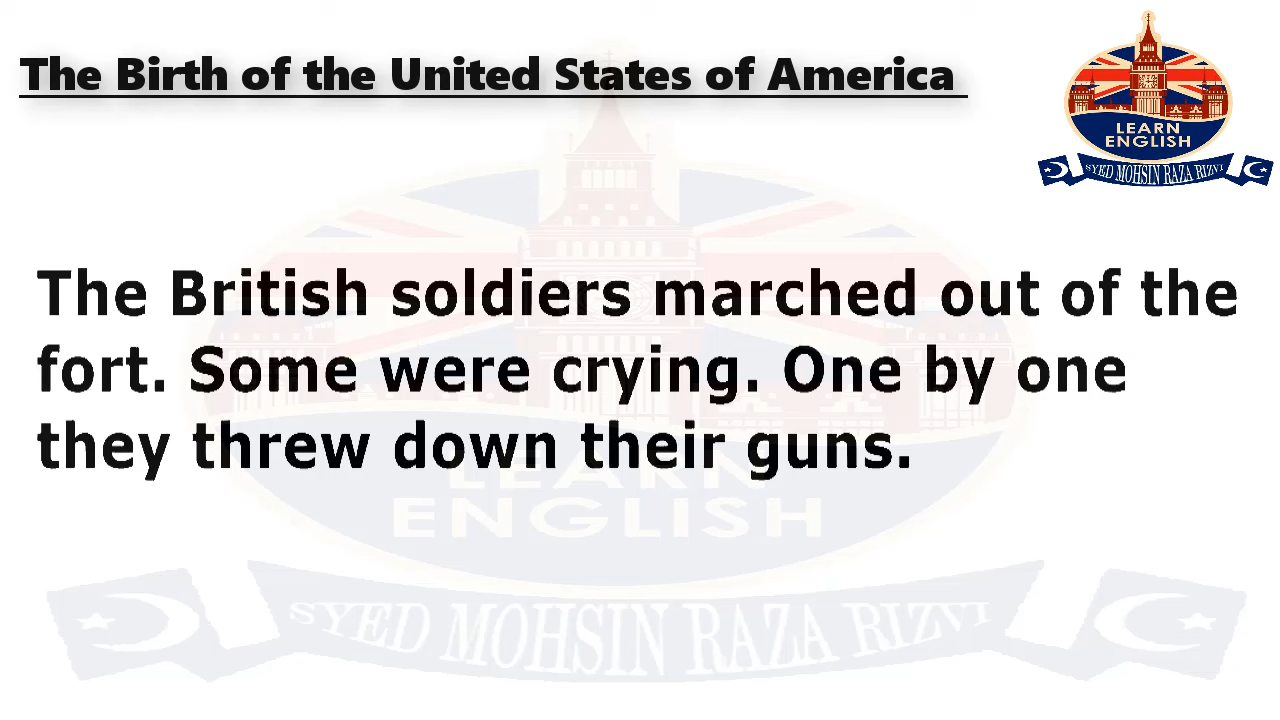 The Birth of the United States of America
LEARN
ENGLISH
SYED MOHSIN RAZA RIZVI
The British soldiers marched out of the
fort. Some were crying. One by one
they threw down their guns.
LEARN
ENGLISH
SYED MOHSIN RAZA RIZVI